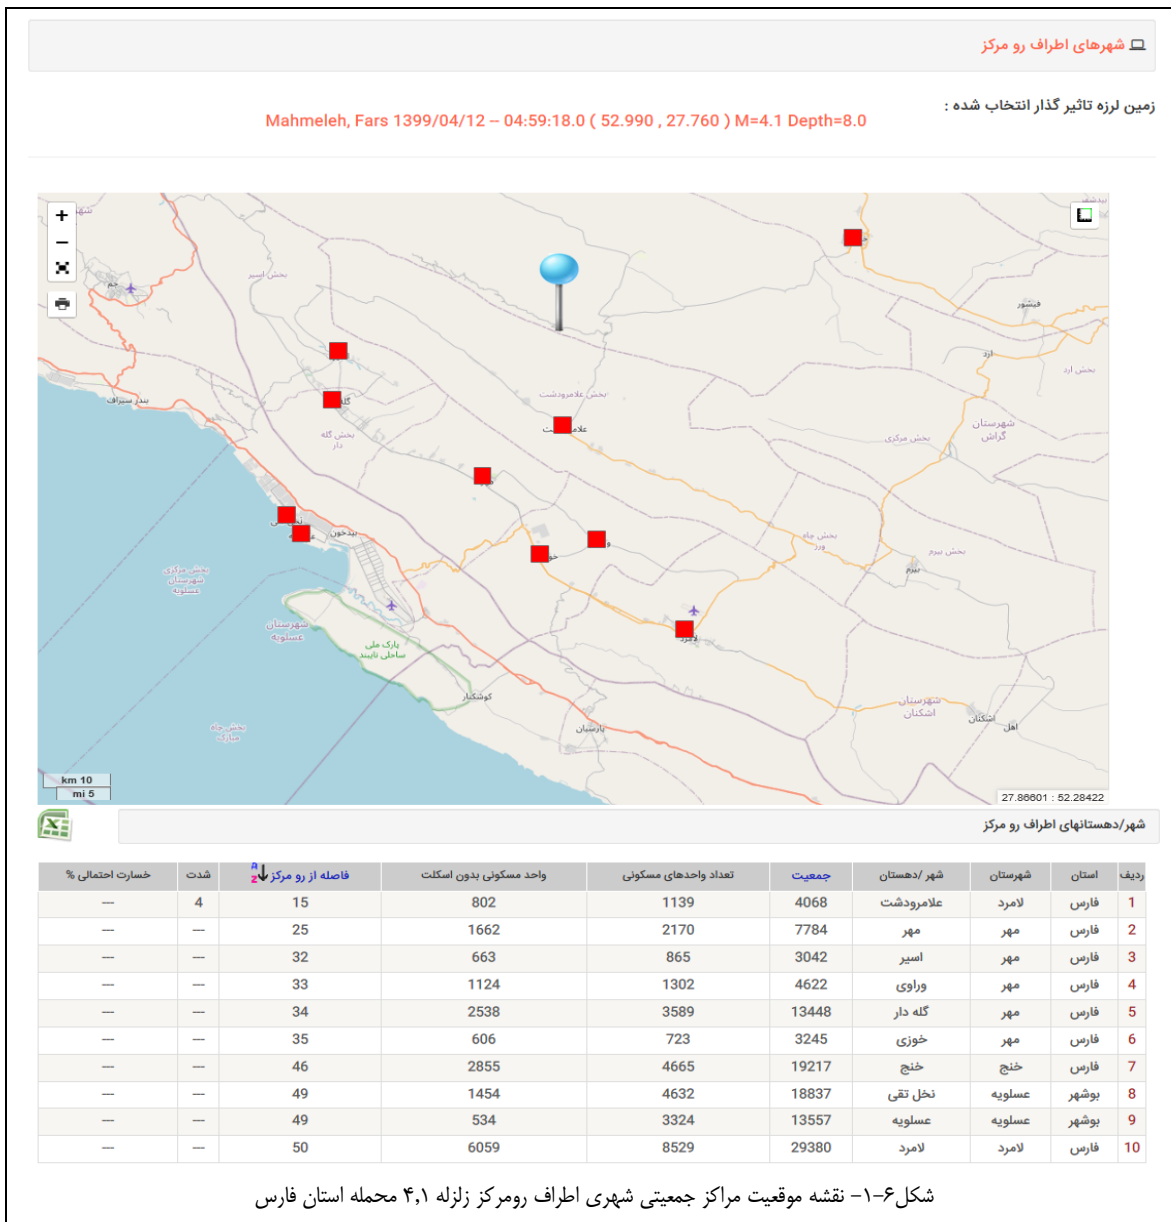 شهرهای اطراف رو مرکز
زمین لرزه تاثیر گذار انتخاب شده :
Mahmeleh, Fars 1399/04/12 -- 04:59:18.0 ( 52.990 , 27.760 ) M=4.1 Depth=8.0
+
−
جم
بخش اسیر
بندر سیراف
بخش گله دار
بخش علامرودشت
فیشور
ارد
بخش ارد
شهرستان گراش
بخش مرکزی
بیدخون
بخش مرکزی شهرستان عسلویه
شهرستان عسلویه
پارک ملی ساحلی نایبند
بخش چاه ورز
بخش بیرم
بیرم
لامرد
کوشکنار
پارسیان
شهرستان اشکنان
اشکنان
اهل
بخش چاه مبارک
km 10
mi 5
27.86601 : 52.28422
شهر/دهستانهای اطراف رو مرکز
ردیف استان شهرستان شهر /دهستان جمعیت تعداد واحدهای مسکونی واحد مسکونی بدون اسکلت فاصله از رو مرکز شدت خسارت احتمالی %
1 فارس لامرد علامرودشت 4068 1139 802 15 4 ---
2 فارس مهر مهر 7784 2170 1662 25 --- ---
3 فارس مهر اسیر 3042 865 663 32 --- ---
4 فارس مهر وراوی 4622 1302 1124 33 --- ---
5 فارس مهر گله دار 13448 3589 2538 34 --- ---
6 فارس مهر خوزی 3245 723 606 35 --- ---
7 فارس خنج خنج 19217 4665 2855 46 --- ---
8 بوشهر عسلویه نخل تقی 18837 4632 1454 49 --- ---
9 بوشهر عسلویه عسلویه 13557 3324 534 49 --- ---
10 فارس لامرد لامرد 29380 8529 6059 50 --- ---
شکل۶-۱- نقشه موقعیت مراکز جمعیتی شهری اطراف رومرکز زلزله ۴,۱ محمله استان فارس